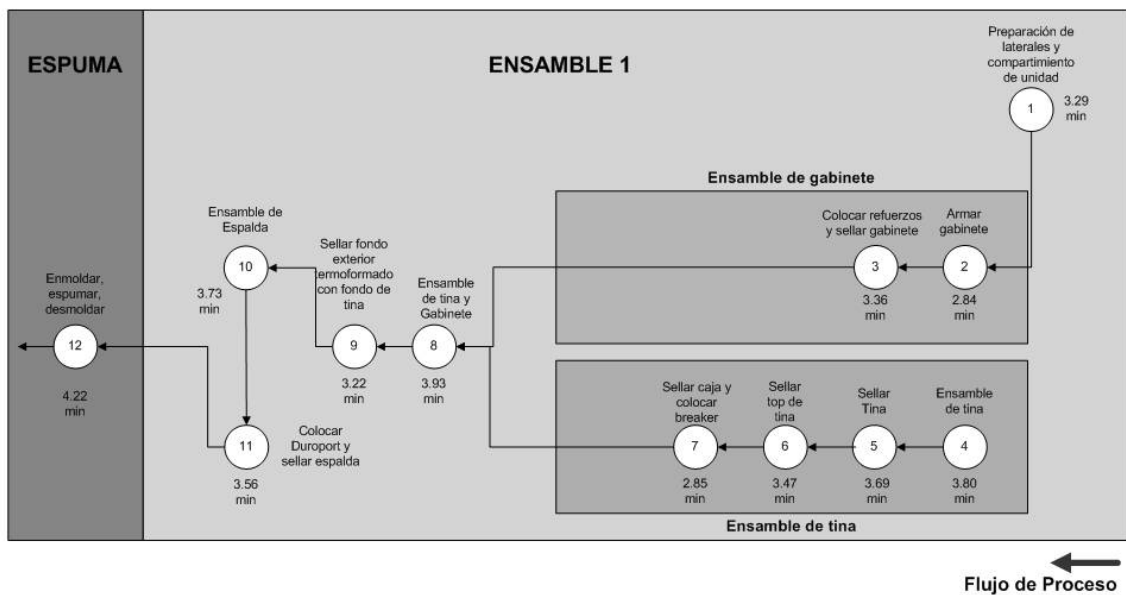 ESPUMA
ENSAMBLE 1
Preparación de
laterales y
compartimiento
de unidad
1
3.29
min
Ensamble de gabinete
Colocar refuerzos
y sellar gabinete
3
3.36
min
Armar
gabinete
2
2.84
min
Ensamble de
Espalda
10
3.73
min
Sellar fondo
exterior
termoformado
con fondo de
tina
9
3.22
min
Ensamble
de tina y
Gabinete
8
3.93
min
Enmoldar,
espumar,
desmoldar
12
4.22
min
11
3.56
min
Colocar
Duroport y
sellar espalda
Sellar caja y
colocar
breaker
7
2.85
min
Sellar
top de
tina
6
3.47
min
Sellar
Tina
5
3.69
min
Ensamble
de tina
4
3.80
min
Ensamble de tina
Flujo de Proceso